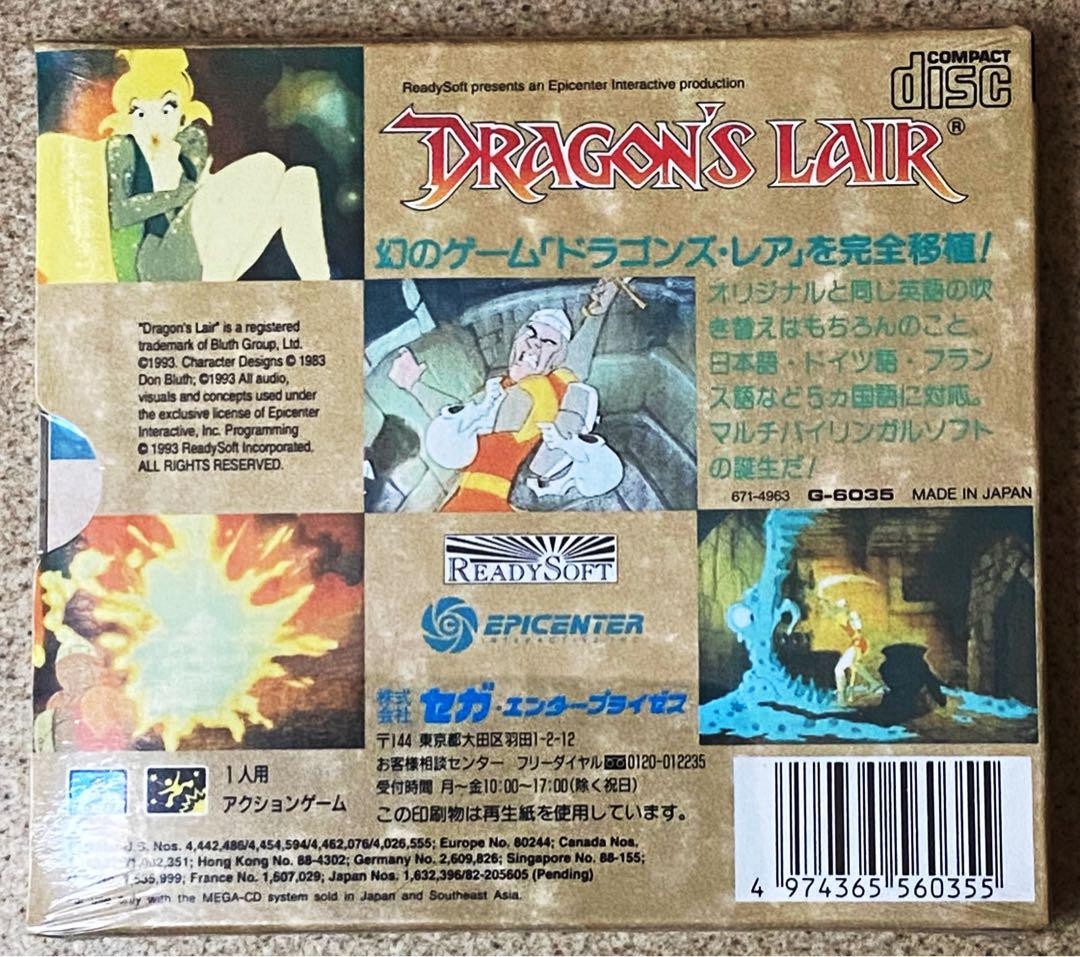 COMPACT
disc
ReadySoft presents an Epicenter Interactive production
DRAGON'S LAIR®
幻のゲーム「ドラゴンズ・レア」を完全移植!
オリジナルと同じ英語の吹
き替えはもちろんのこと
日本語・ドイツ語 フラン
ス語など5ヵ国語に対応。
マルチバイリンガルソフト
の誕生だ!
"Dragon's Lair" is a registered
trademark of Bluth Group, Ltd.
©1993. Character Designs © 1983
Don Bluth; ©1993 All audio,
visuals and concepts used under
the exclusive license of Epicenter
Interactive, Inc. Programming
© 1993 ReadySoft Incorporated.
ALL RIGHTS RESERVED.
671-4963 G-6035 MADE IN JAPAN
READYSOFT
EPICENTER
INTERACTIVE
株式会社 セガ・エンタープライゼス
〒144 東京都大田区羽田1-2-12
お客様相談センター フリーダイヤル 0120-012235
受付時間 月~金10:00~17:00(除く祝日)
この印刷物は再生紙を使用しています。
1人用
アクションゲーム
U.S. Nos. 4,442,486/4,454,594/4,462,076/4,026,555; Europe No. 80244; Canada Nos.
351; Hong Kong No. 88-4302; Germany No. 2,609,826; Singapore No. 88-155;
999; France No. 1,607,029; Japan Nos. 1,632,396/82-205605 (Pending)
use only with the MEGA-CD system sold in Japan and Southeast Asia.
4 974365 560355